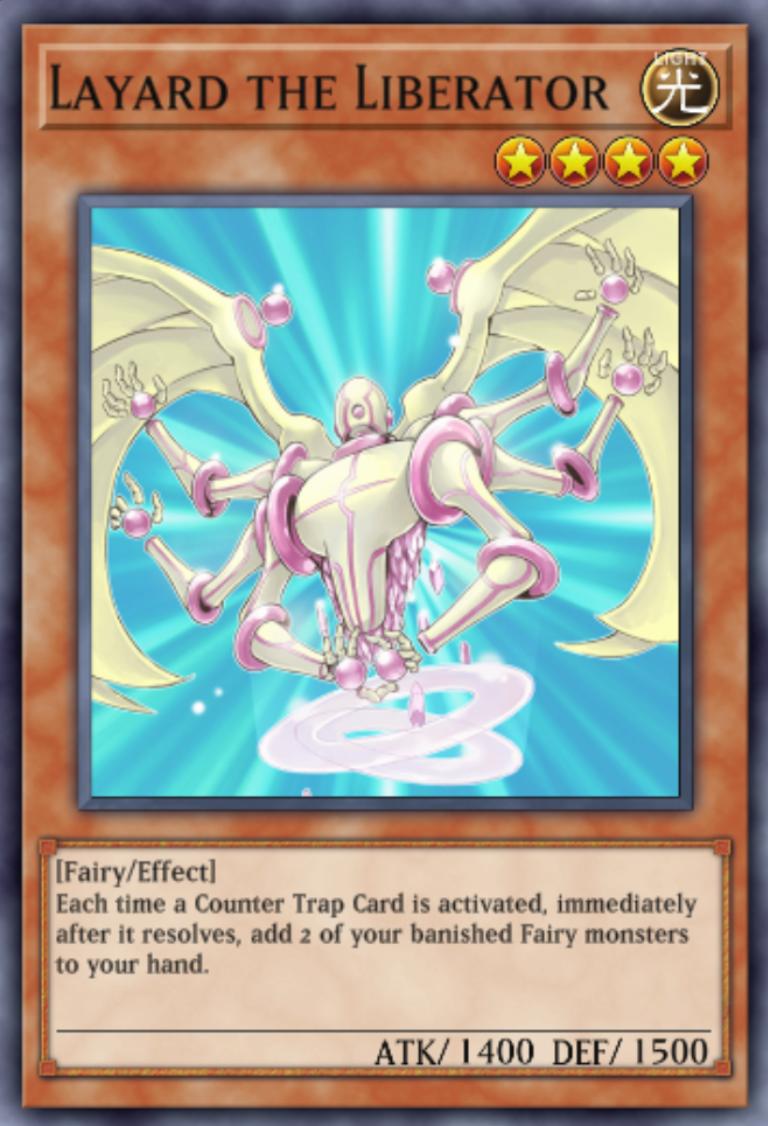 LAYARD THE LIBERATOR
LIGHT
光
[Fairy/Effect]
Each time a Counter Trap Card is activated, immediately
after it resolves, add 2 of your banished Fairy monsters
to your hand.
ATK/ 1400 DEF/ 1500